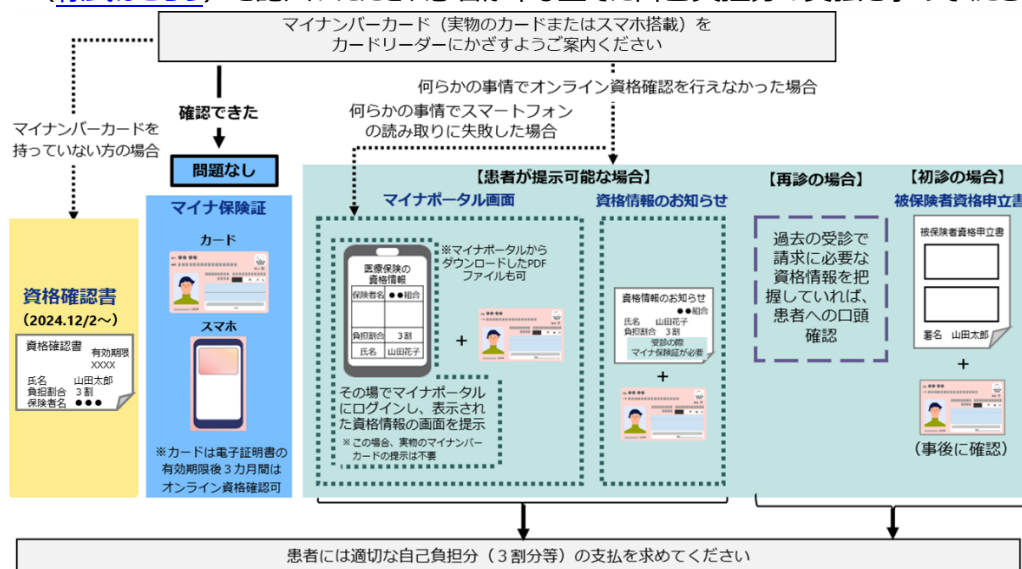 マイナンバーカード（実物のカードまたはスマホ搭載）を
カードリーダーにかざすようご案内ください
何らかの事情でオンライン資格確認を行えなかった場合
確認できた
何らかの事情でスマートフォン
の読み取りに失敗した場合
マイナンバーカードを
持っていない方の場合
問題なし
【患者が提示可能な場合】
【再診の場合】
【初診の場合】
マイナ保険証
マイナポータル画面
資格情報のお知らせ
被保険者資格申立書
資格確認書
（2024.12/2～）
資格確認書
有効期限
XXXX
氏名 山田太郎
負担割合 3割
保険者名 ●●●
カード
スマホ
※カードは電子証明書の
有効期限後３カ月間は
オンライン資格確認可
医療保険の
資格情報
保険者名 ●●組合
負担割合 3割
氏名 山田花子
※マイナポータルから
ダウンロードしたPDF
ファイルも可
+
その場でマイナポータル
にログインし、表示され
た資格情報の画面を提示
※この場合、実物のマイナンバー
カードの提示は不要
資格情報のお知らせ
●●組合
氏名 山田花子
負担割合 3割
受診の際
マイナ保険証が必要
+
過去の受診で
請求に必要な
資格情報を把
握していれば、
患者への口頭
確認
被保険者資格申立書
署名 山田太郎
+
（事後に確認）
患者には適切な自己負担分（３割分等）の支払を求めてください